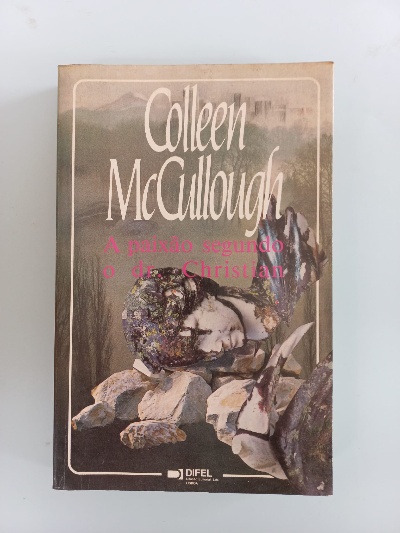 Colleen
McCullough
A paixão segundo
o dr. Christian
DIFEL